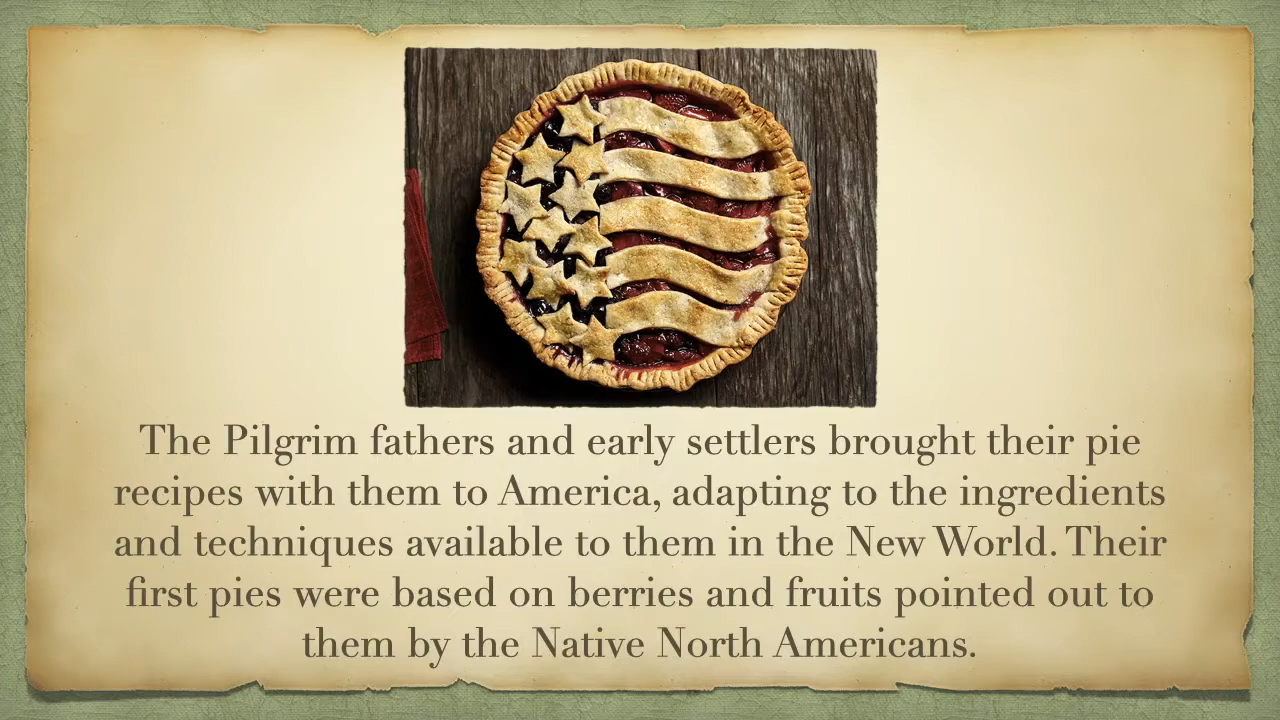 The Pilgrim fathers and early settlers brought their pie
recipes with them to America, adapting to the ingredients
and techniques available to them in the New World. Their
first pies were based on berries and fruits pointed out to
them by the Native North Americans.